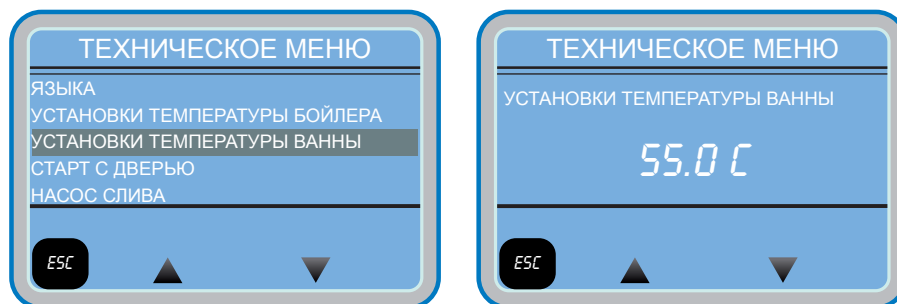 ТЕХНИЧЕСКОЕ МЕНЮ
ЯЗЫКА
УСТАНОВКИ ТЕМПЕРАТУРЫ БОЙЛЕРА
УСТАНОВКИ ТЕМПЕРАТУРЫ ВАННЫ
СТАРТ С ДВЕРЬЮ
НАСОС СЛИВА
ESC
ТЕХНИЧЕСКОЕ МЕНЮ
УСТАНОВКИ ТЕМПЕРАТУРЫ ВАННЫ
55.0 C
ESC